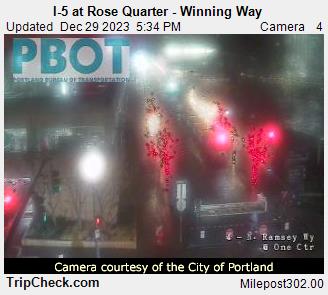 I-5 at Rose Quarter - Winning Way
Updated Dec 29 2023 5:34 PM Camera 4
PBOT
PORTLAND BUREAU OF TRANSPORTATION
4 - N. Ramsey Wy
@ One Ctr
Camera courtesy of the City of Portland
TripCheck.com Milepost302.00